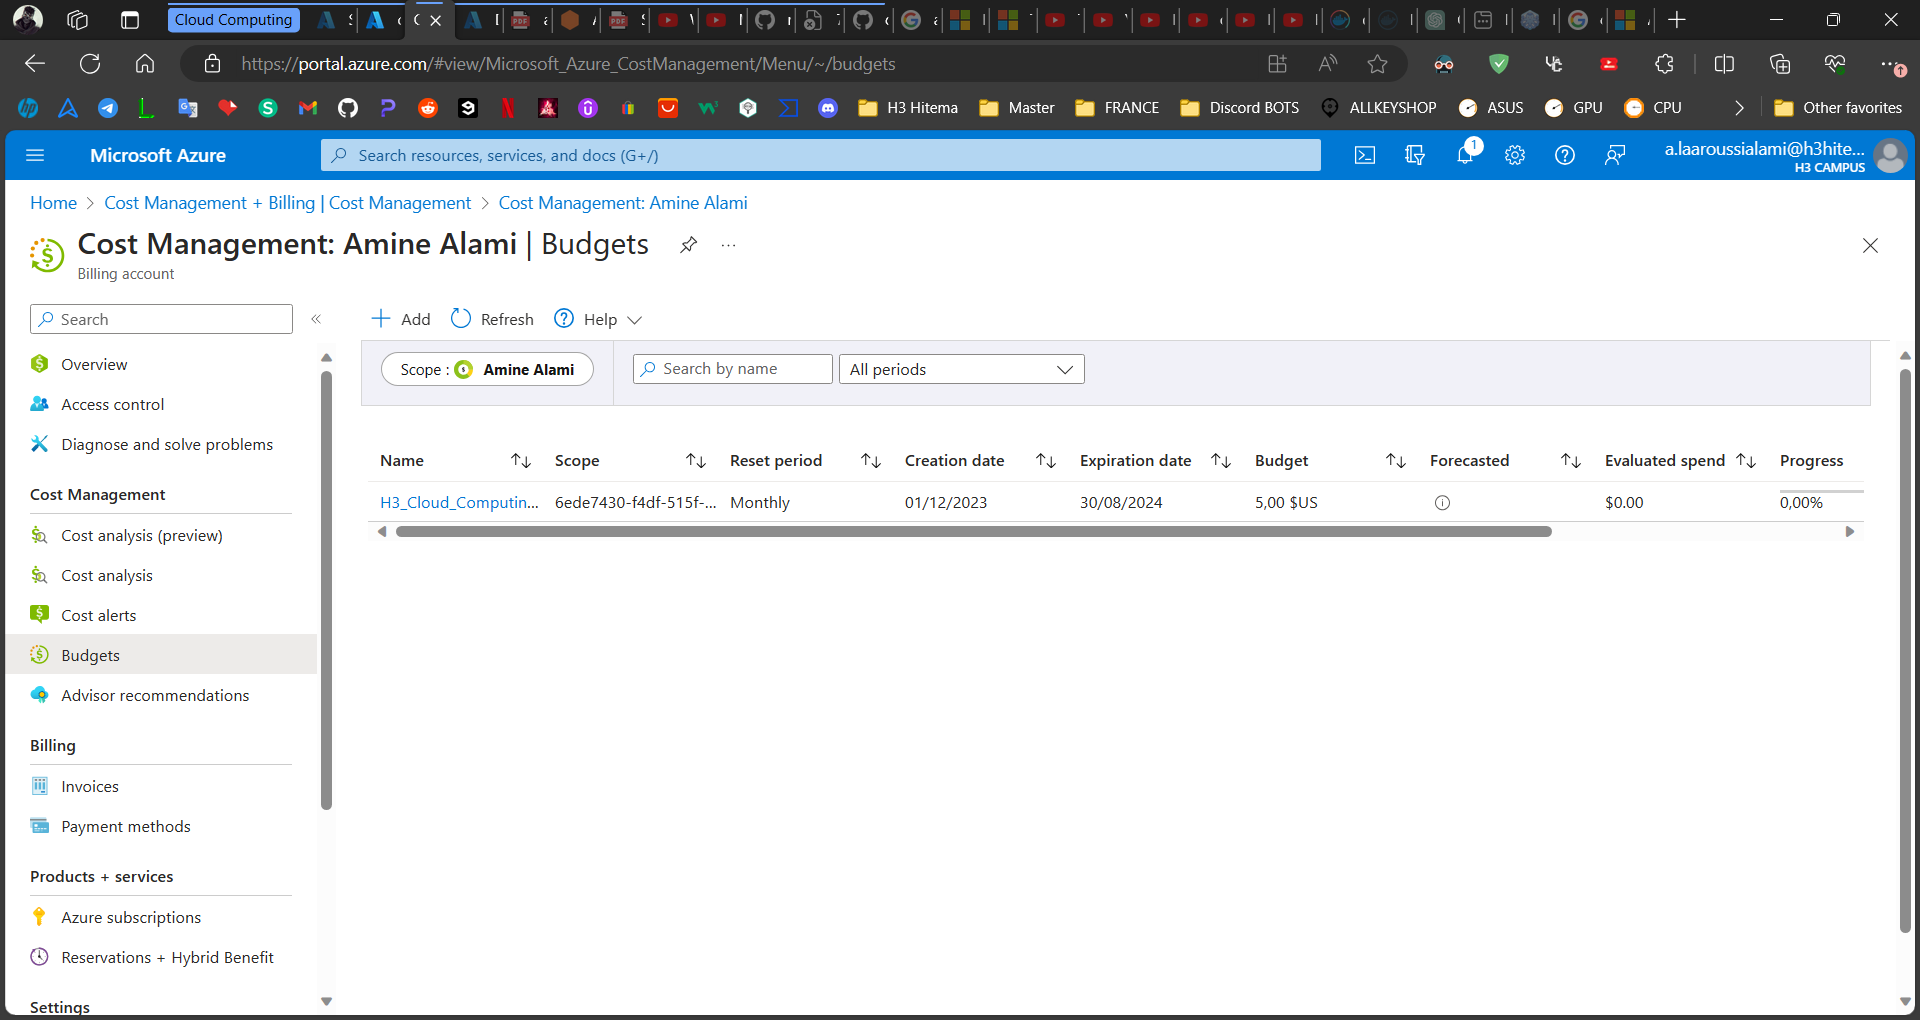 Cloud Computing
https://portal.azure.com/#view/Microsoft_Azure_CostManagement/Menu/~/budgets
H3 Hitema
Master
FRANCE
Discord BOTS
ALLKEYSHOP
ASUS
GPU
CPU
Other favorites
Microsoft Azure
Search resources, services, and docs (G+/)
1
a.laaroussialami@h3hite...
H3 CAMPUS
Home > Cost Management + Billing | Cost Management > Cost Management: Amine Alami
Cost Management: Amine Alami | Budgets
...
Billing account
Search
«
Add
Refresh
Help
Scope : Amine Alami
Search by name
All periods
Overview
Access control
Diagnose and solve problems
Cost Management
Cost analysis (preview)
Cost analysis
Cost alerts
Budgets
Advisor recommendations
Billing
Invoices
Payment methods
Products + services
Azure subscriptions
Reservations + Hybrid Benefit
Settings
Name Scope Reset period Creation date Expiration date Budget Forecasted Evaluated spend Progress
H3_Cloud_Computin... 6ede7430-f4df-515f-... Monthly 01/12/2023 30/08/2024 5,00 $US $0.00 0,00%